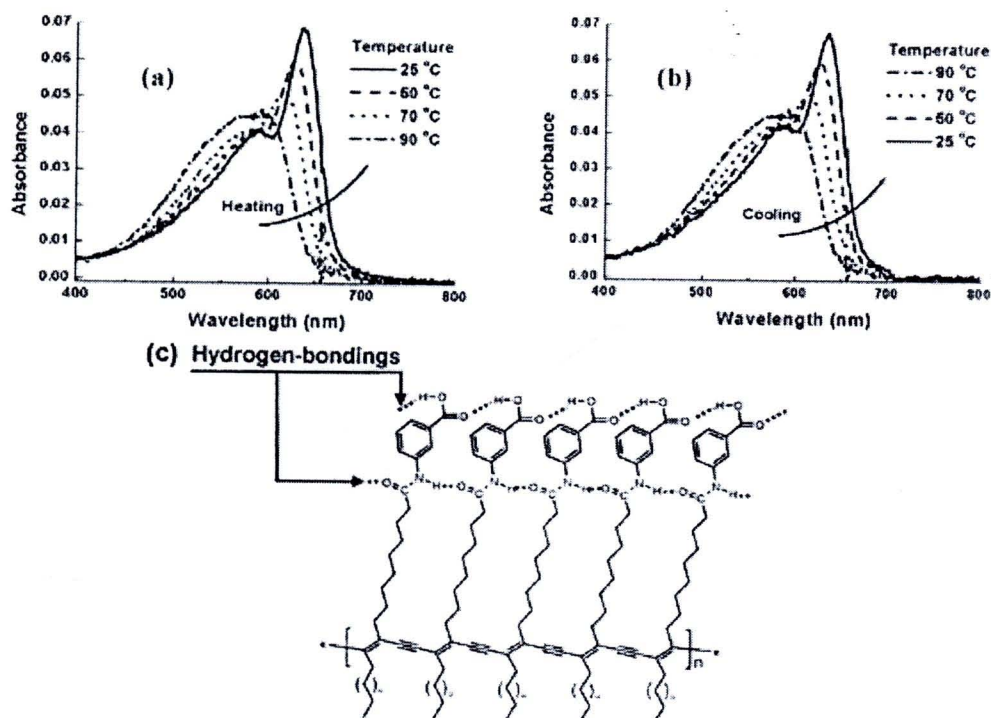 (a)
Temperature
25 °C
50 °C
70 °C
90 °C
Heating
Absorbance
0.07
0.06
0.05
0.04
0.03
0.02
0.01
0.00
400 500 600 700 800
Wavelength (nm)
(b)
Temperature
90 °C
70 °C
50 °C
25 °C
Cooling
Absorbance
0.07
0.06
0.05
0.04
0.03
0.02
0.01
0.00
400 500 600 700 800
Wavelength (nm)
(c) Hydrogen-bondings
H-O H-O H-O H-O H-O
O O O O O
O=C N-H O=C N-H O=C N-H O=C N-H O=C N-H
n